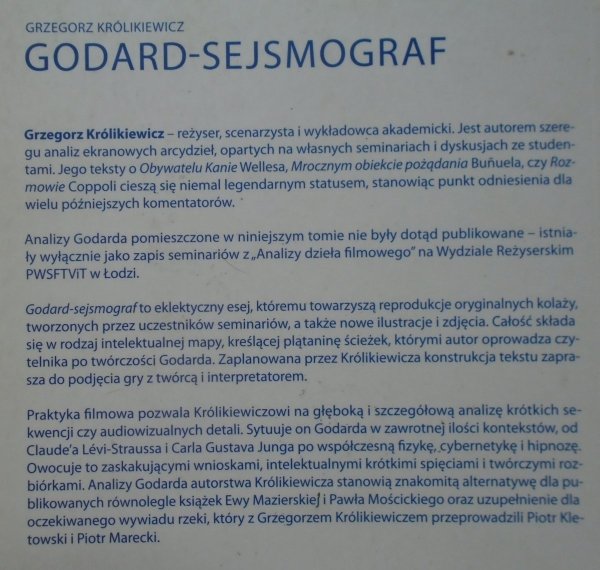 GRZEGORZ KRÓLIKIEWICZ
GODARD-SEJSMOGRAF
Grzegorz Królikiewicz – reżyser, scenarzysta i wykładowca akademicki. Jest autorem szere-
gu analiz ekranowych arcydzieł, opartych na własnych seminariach i dyskusjach ze studen-
tami. Jego teksty o Obywatelu Kanie Wellesa, Mrocznym obiekcie pożądania Buñuela, czy Roz-
mowie Coppoli cieszą się niemal legendarnym statusem, stanowiąc punkt odniesienia dla
wielu późniejszych komentatorów.
Analizy Godarda pomieszczone w niniejszym tomie nie były dotąd publikowane – istnia-
ły wyłącznie jako zapis seminariów z „Analizy dzieła filmowego” na Wydziale Reżyserskim
PWSFTViT w Łodzi.
Godard-sejsmograf to eklektyczny esej, któremu towarzyszą reprodukcje oryginalnych kolaży,
tworzonych przez uczestników seminariów, a także nowe ilustracje i zdjęcia. Całość składa
się w rodzaj intelektualnej mapy, kreślącej plątaninę ścieżek, którymi autor oprowadza czy-
telnika po twórczości Godarda. Zaplanowana przez Królikiewicza konstrukcja tekstu zapra-
sza do podjęcia gry z twórcą i interpretatorem.
Praktyka filmowa pozwala Królikiewiczowi na głęboką i szczegółową analizę krótkich se-
kwencji czy audiowizualnych detali. Sytuuje on Godarda w zawrotnej ilości kontekstów, od
Claude'a Lévi-Straussa i Carla Gustava Junga po współczesną fizykę, cybernetykę i hipnozę.
Owocuje to zaskakującymi wnioskami, intelektualnymi krótkimi spięciami i twórczymi roz-
biórkami. Analizy Godarda autorstwa Królikiewicza stanowią znakomitą alternatywę dla pu-
blikowanych równolegle książek Ewy Mazierskiej i Pawła Mościckiego oraz uzupełnienie dla
oczekiwanego wywiadu rzeki, który z Grzegorzem Królikiewiczem przeprowadzili Piotr Kle-
towski i Piotr Marecki.